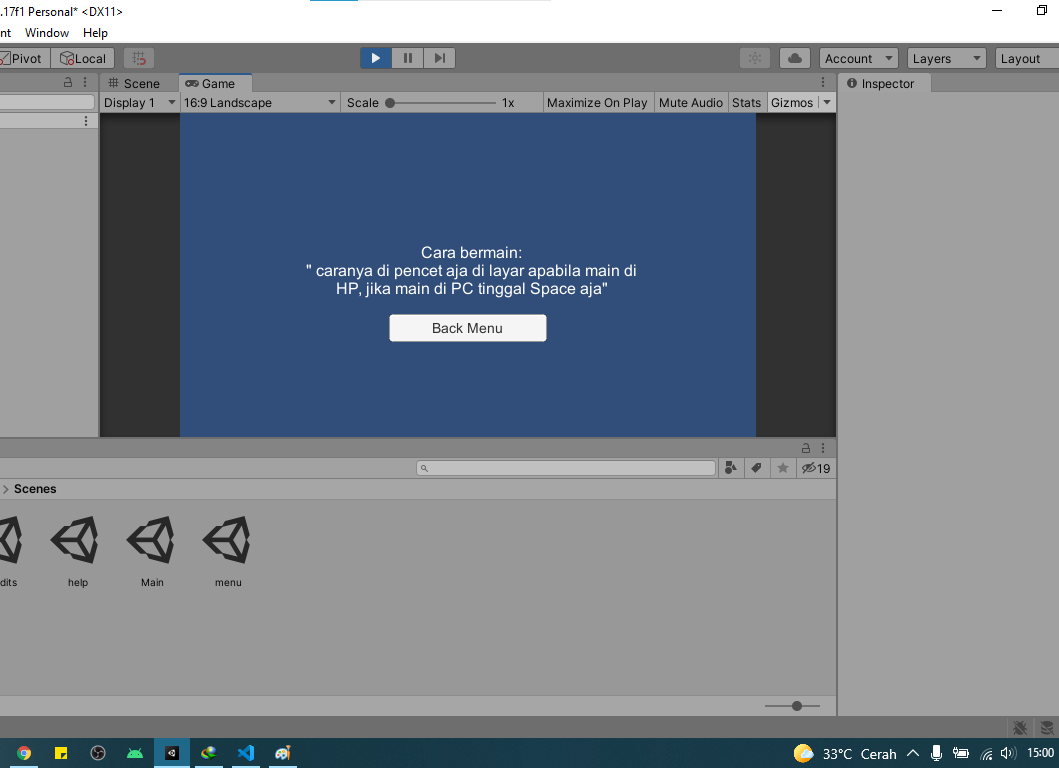 .17f1 Personal* <DX11>
nt Window Help
Pivot Local Account Layers Layout
Scene Game Inspector
Display 1 16:9 Landscape Scale 1x Maximize On Play Mute Audio Stats Gizmos
Cara bermain:
" caranya di pencet aja di layar apabila main di
HP, jika main di PC tinggal Space aja"
Back Menu
19
Scenes
dits help Main menu
33°C Cerah 15:00